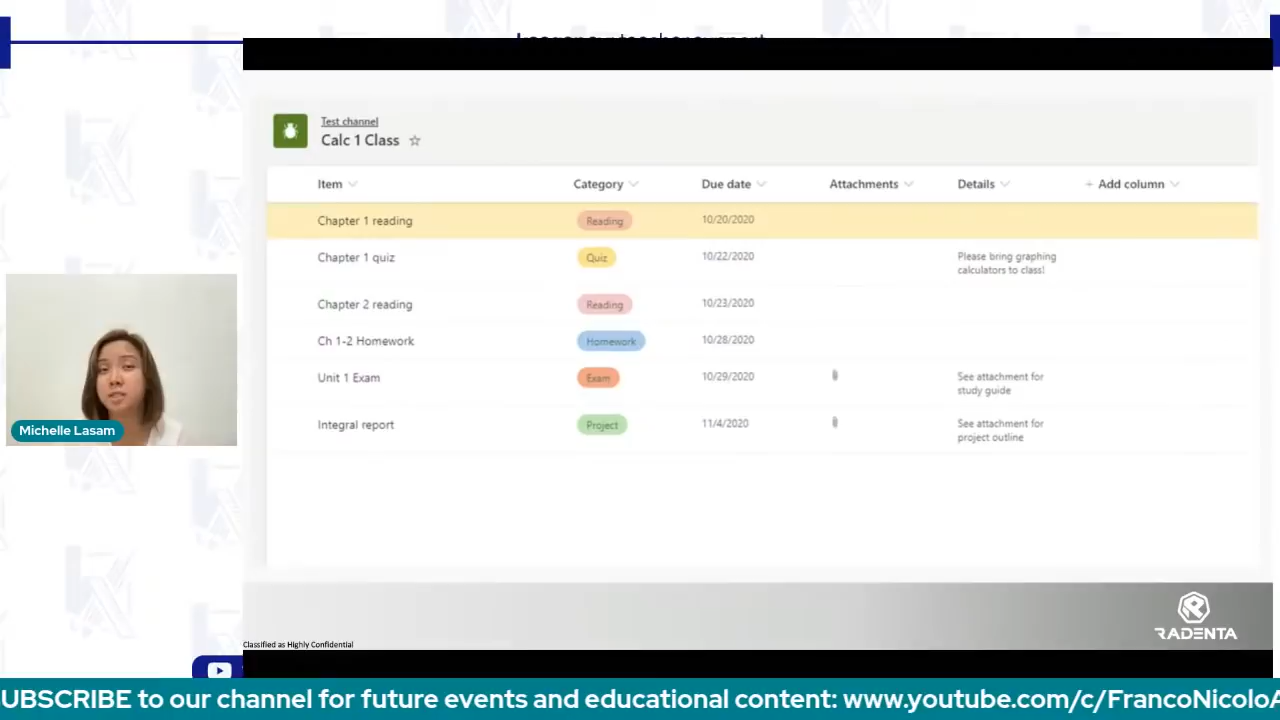 Test channel
Calc 1 Class
Item Category Due date Attachments Details + Add column
Chapter 1 reading Reading 10/20/2020
Chapter 1 quiz Quiz 10/22/2020 Please bring graphing
calculators to class!
Chapter 2 reading Reading 10/23/2020
Ch 1-2 Homework Homework 10/28/2020
Unit 1 Exam Exam 10/29/2020 See attachment for
study guide
Integral report Project 11/4/2020 See attachment for
project outline
Michelle Lasam
RADENTA
Classified as Highly Confidential
UBSCRIBE to our channel for future events and educational content: www.youtube.com/c/FrancoNicoloA